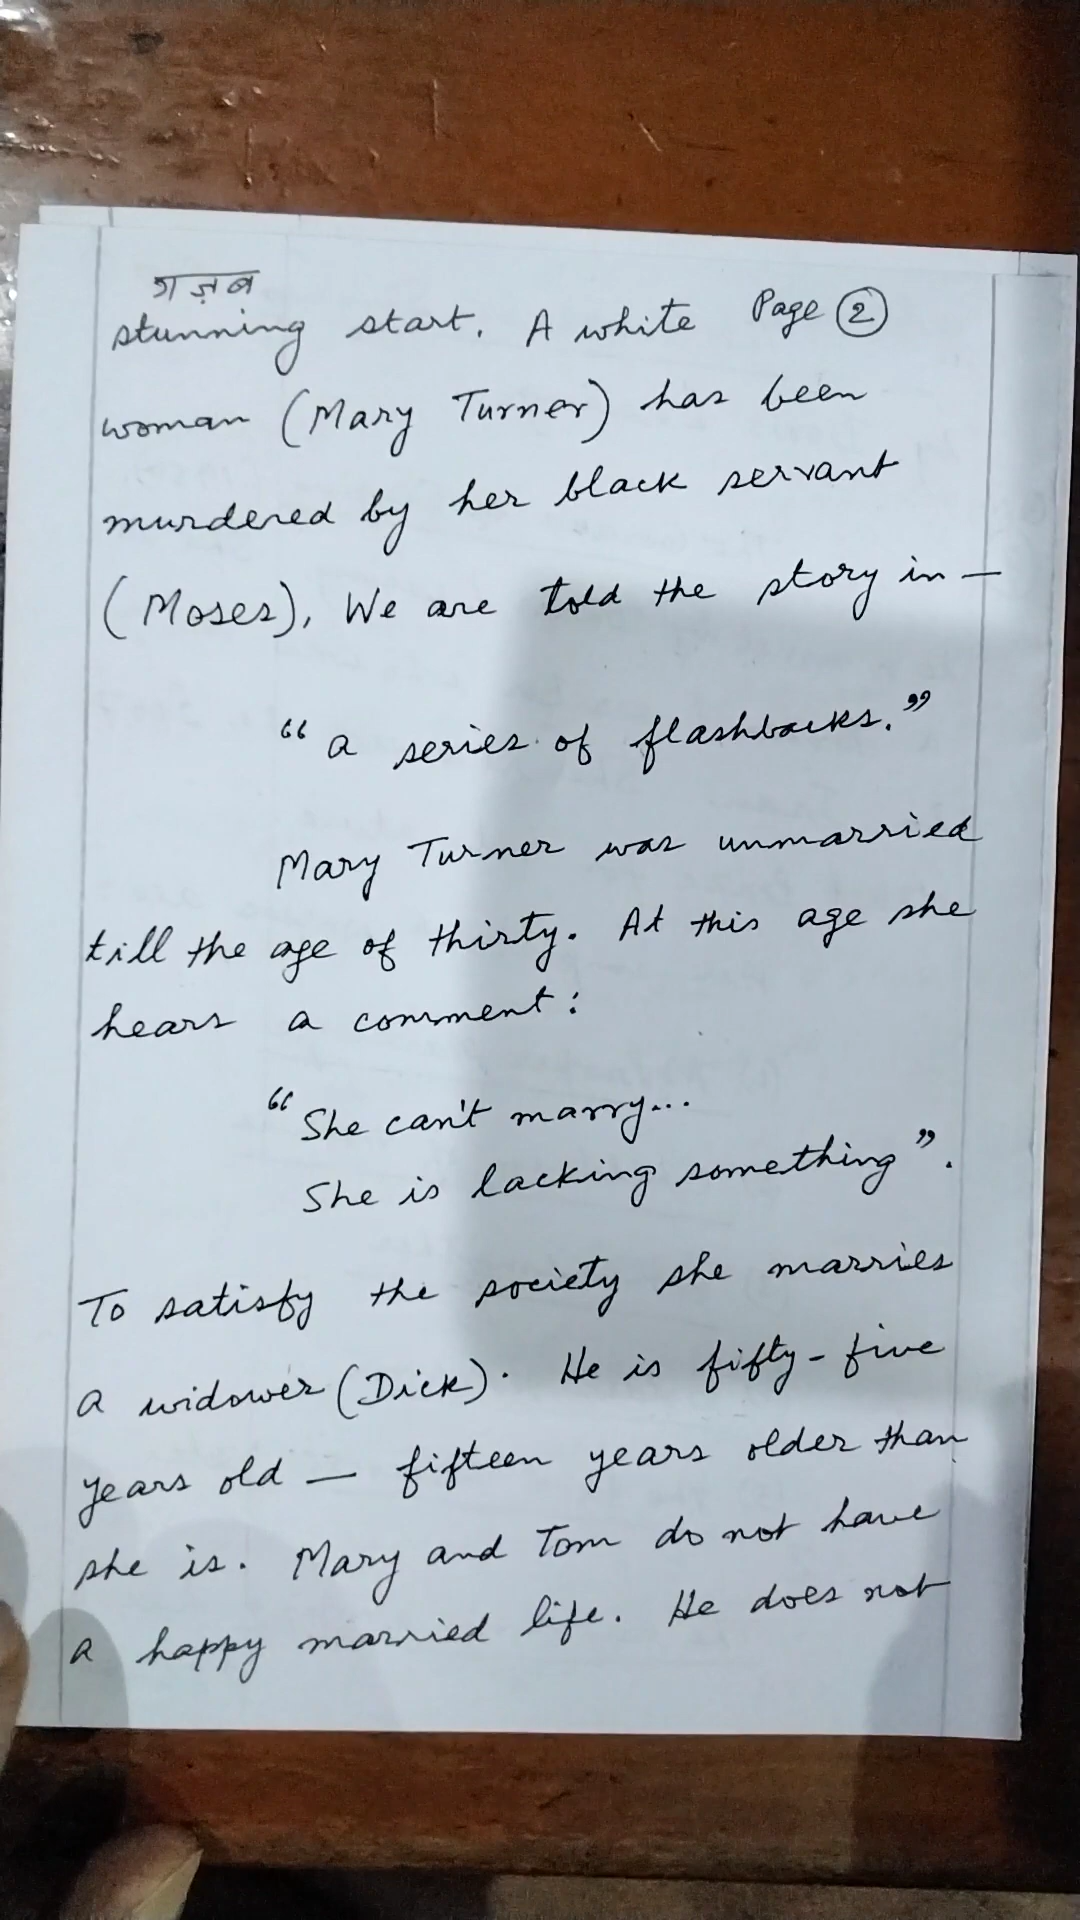 गज़ब
stunning start. A white Page ②
woman (Mary Turner) has been
murdered by her black servant
(Moses). We are told the story in —
“a series of flashbacks.”
Mary Turner was unmarried
till the age of thirty. At this age she
hears a comment:
“She can't marry...
She is lacking something”.
To satisfy the society she marries
a widower (Dick). He is fifty-five
years old — fifteen years older than
she is. Mary and Tom do not have
a happy married life. He does not